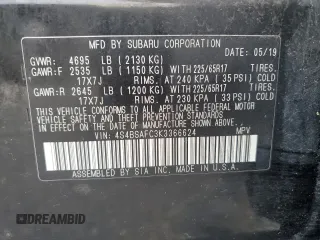 MFD.BY SUBARU CORPORATION 05/19
GVWR: 4695 LB ( 2130 KG)
GAWR:F 2535 LB ( 1150 KG) WITH 225/65R17
17X7J RIMS,AT 240 KPA ( 35 PSI) COLD
GAWR:R 2645 LB ( 1200 KG) WITH 225/65R17
17X7J RIMS,AT 230 KPA ( 33 PSI) COLD
THIS VEHICLE CONFORMS TO ALL APPLICABLE
FEDERAL MOTOR VEHICLE SAFETY, BUMPER, AND THEFT
PREVENTION STANDARDS IN EFFECT ON THE DATE OF
MANUFACTURE SHOWN ABOVE.
VIN: 4S4BSAFC3K3366624 MPV
ASSEMBLED BY
SIA INC. MADE IN U.S.A.
DREAMBID